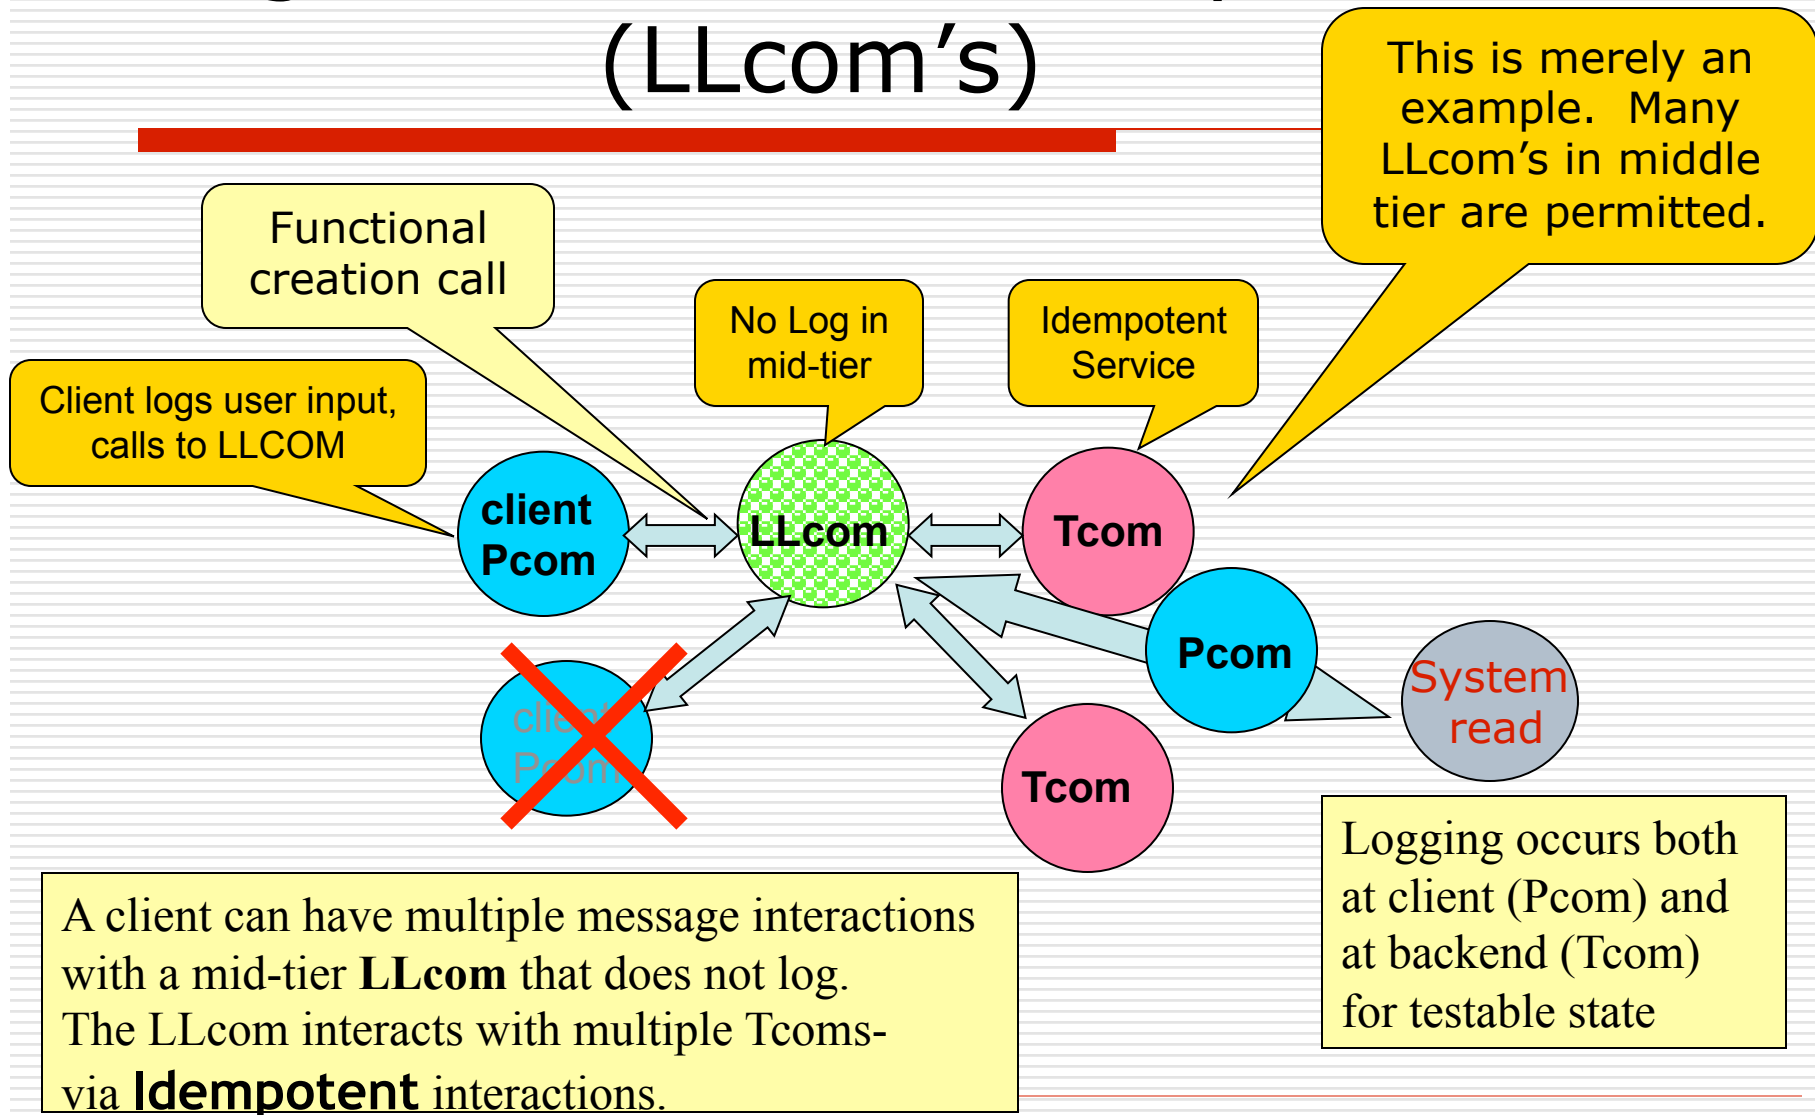 (LLcom’s)
This is merely an
example. Many
LLcom’s in middle
tier are permitted.
Functional
creation call
No Log in
mid-tier
Idempotent
Service
Client logs user input,
calls to LLCOM
client
Pcom
LLcom
Tcom
Pcom
System
read
client
Pcom
Tcom
Logging occurs both
at client (Pcom) and
at backend (Tcom)
for testable state
A client can have multiple message interactions
with a mid-tier LLcom that does not log.
The LLcom interacts with multiple Tcoms-
via Idempotent interactions.